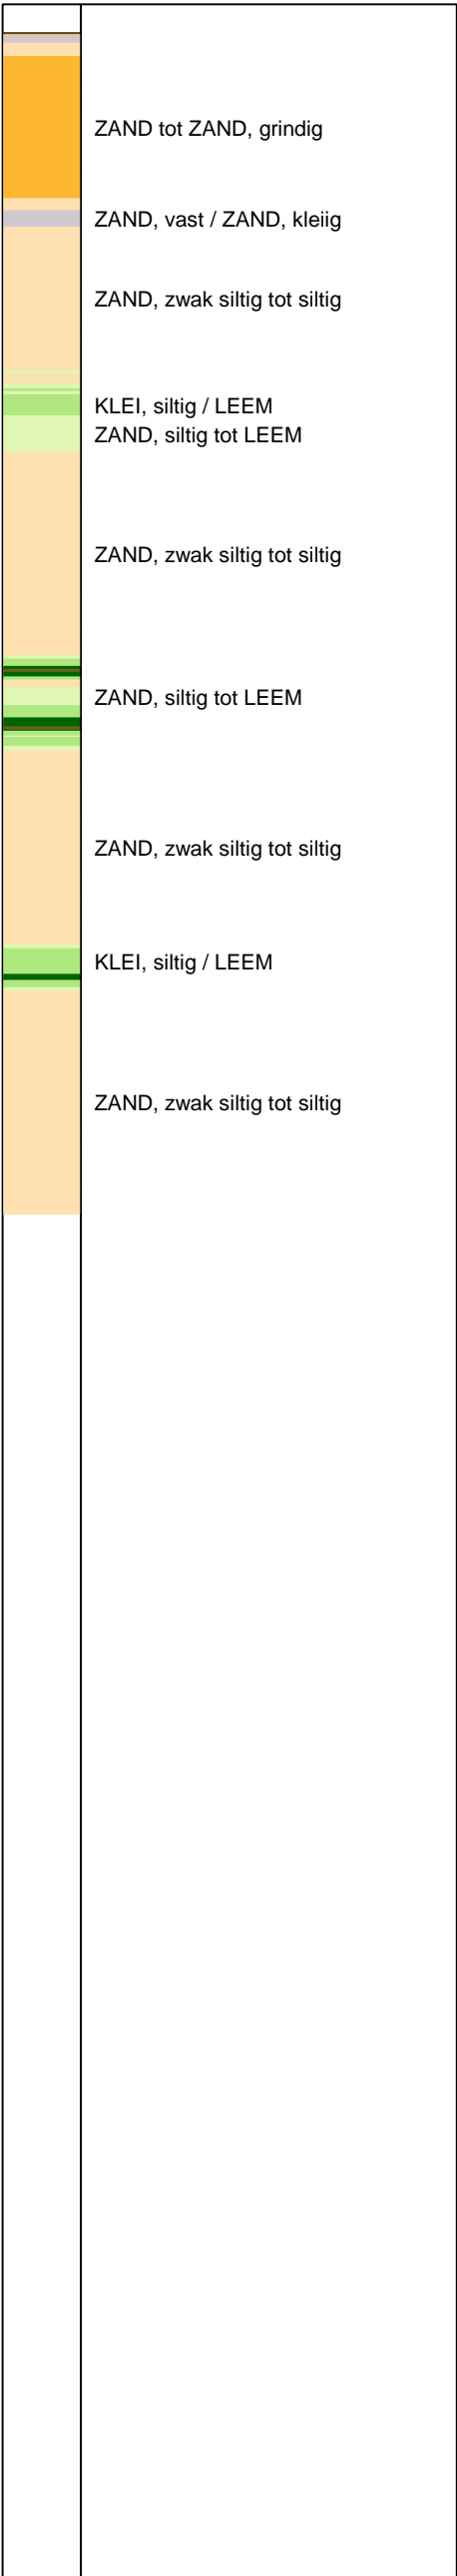 ZAND tot ZAND, grindig
ZAND, vast / ZAND, kleiig
ZAND, zwak siltig tot siltig
KLEI, siltig / LEEM
ZAND, siltig tot LEEM
ZAND, zwak siltig tot siltig
ZAND, siltig tot LEEM
ZAND, zwak siltig tot siltig
KLEI, siltig / LEEM
ZAND, zwak siltig tot siltig